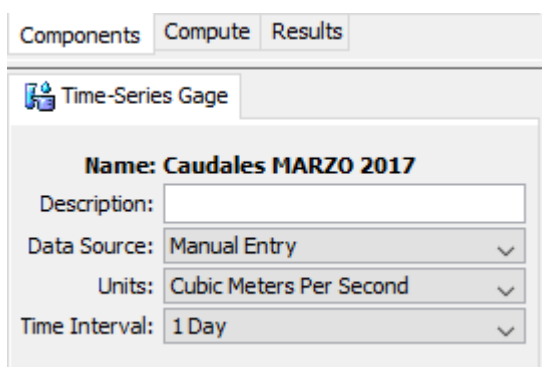 Components Compute Results
Time-Series Gage
Name: Caudales MARZO 2017
Description:
Data Source: Manual Entry
Units: Cubic Meters Per Second
Time Interval: 1 Day